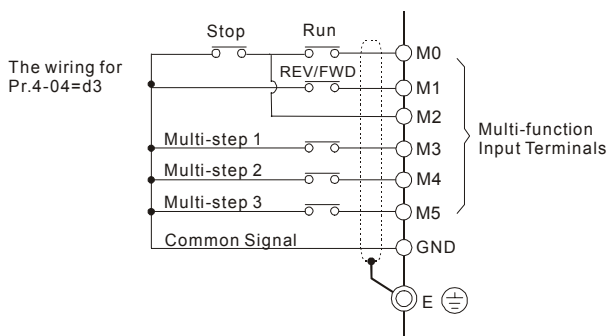 Stop
Run
M0
The wiring for
Pr.4-04=d3
REV/FWD
M1
M2
Multi-function
Input Terminals
Multi-step 1
M3
Multi-step 2
M4
Multi-step 3
M5
Common Signal
GND
E